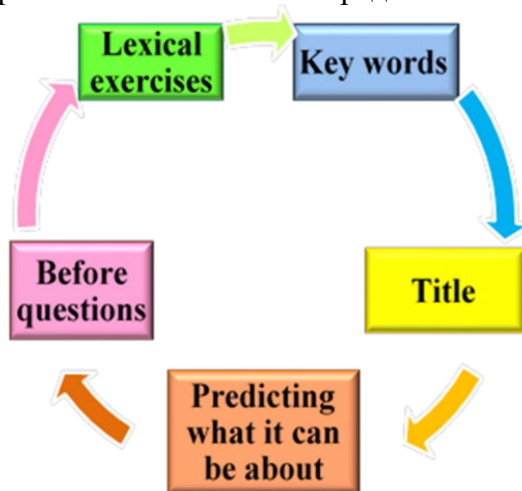 Lexical
exercises
Key words
Title
Predicting
what it can
be about
Before
questions